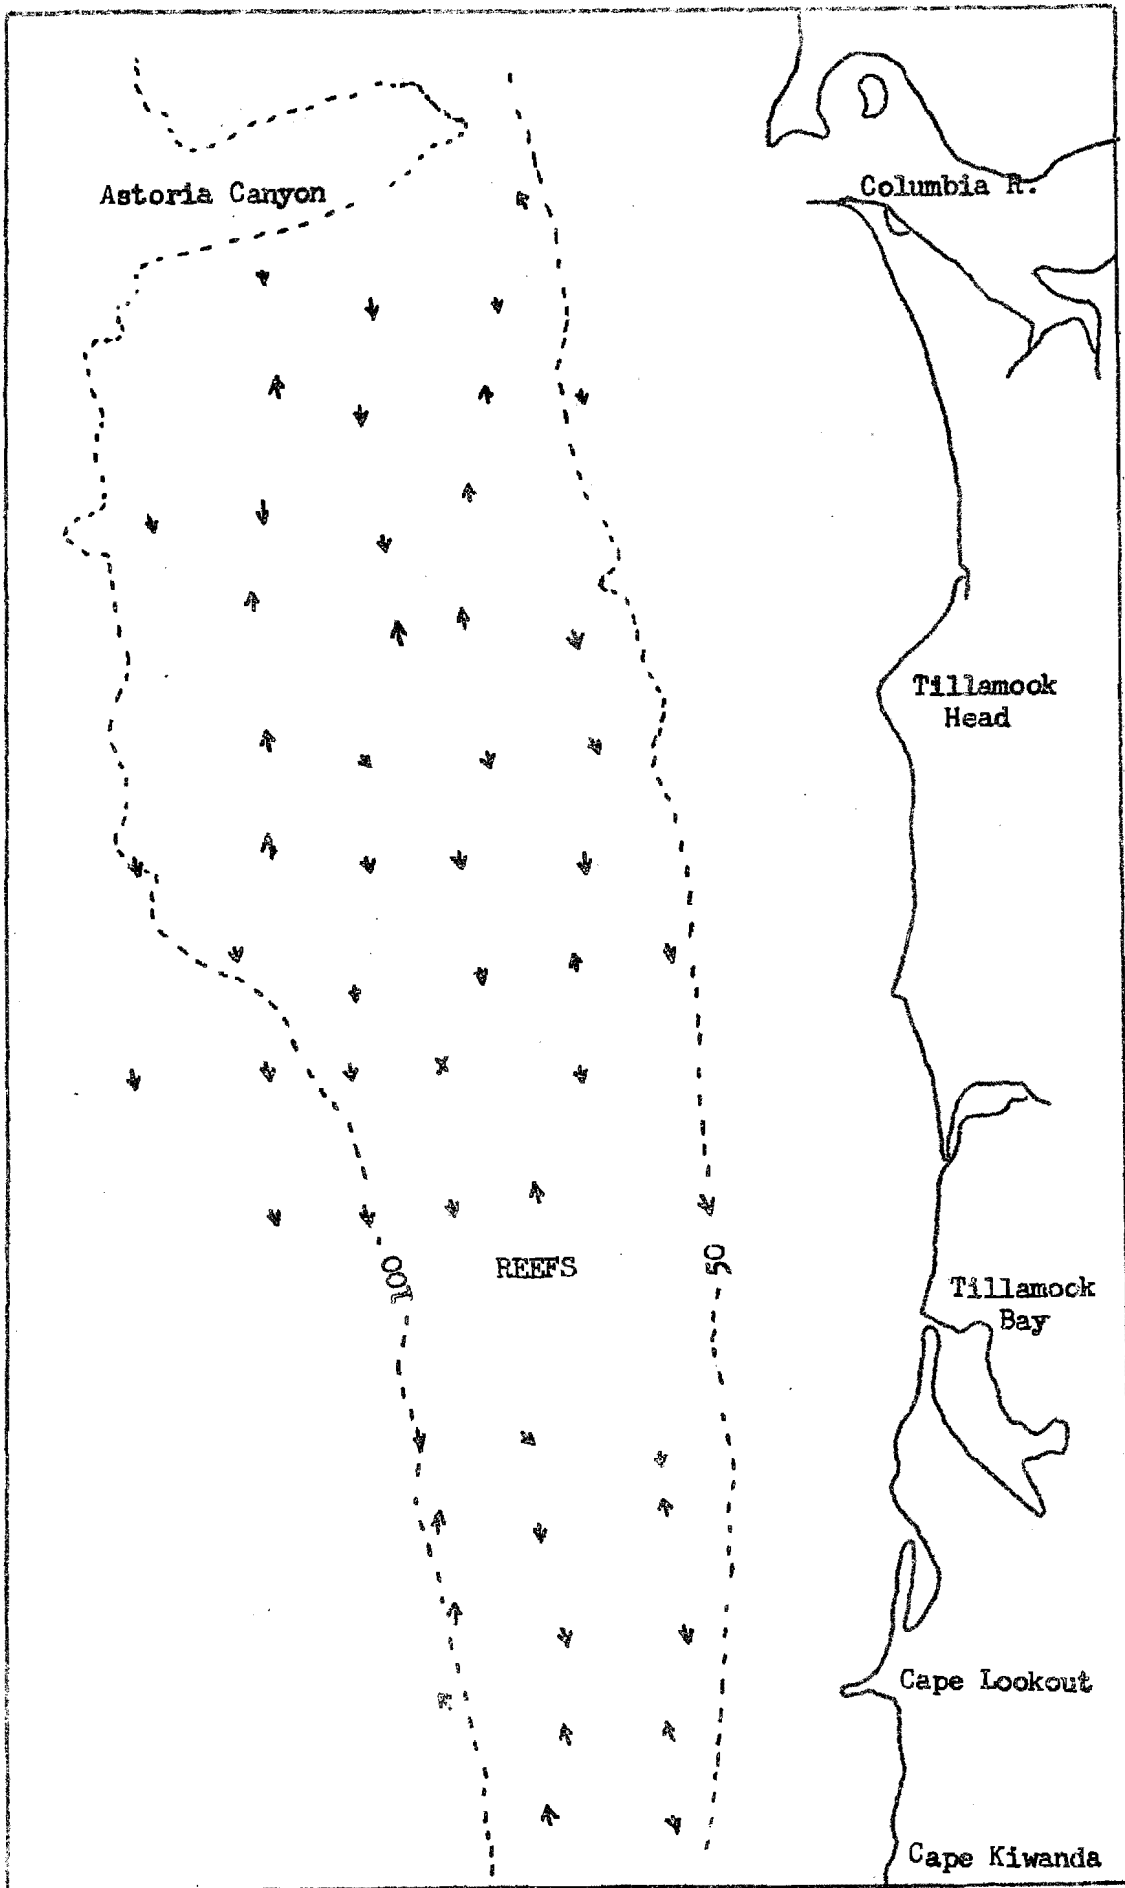 Astoria Canyon
Columbia R.
Tillamook
Head
REEFS
100
50
Tillamook
Bay
Cape Lookout
Cape Kiwanda